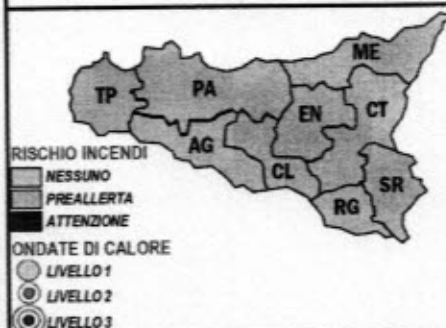 ME
PA
TP
EN
CT
AG
CL
SR
RG
RISCHIO INCENDI
NESSUNO
PREALLERTA
ATTENZIONE
ONDATE DI CALORE
LIVELLO 1
LIVELLO 2
LIVELLO 3